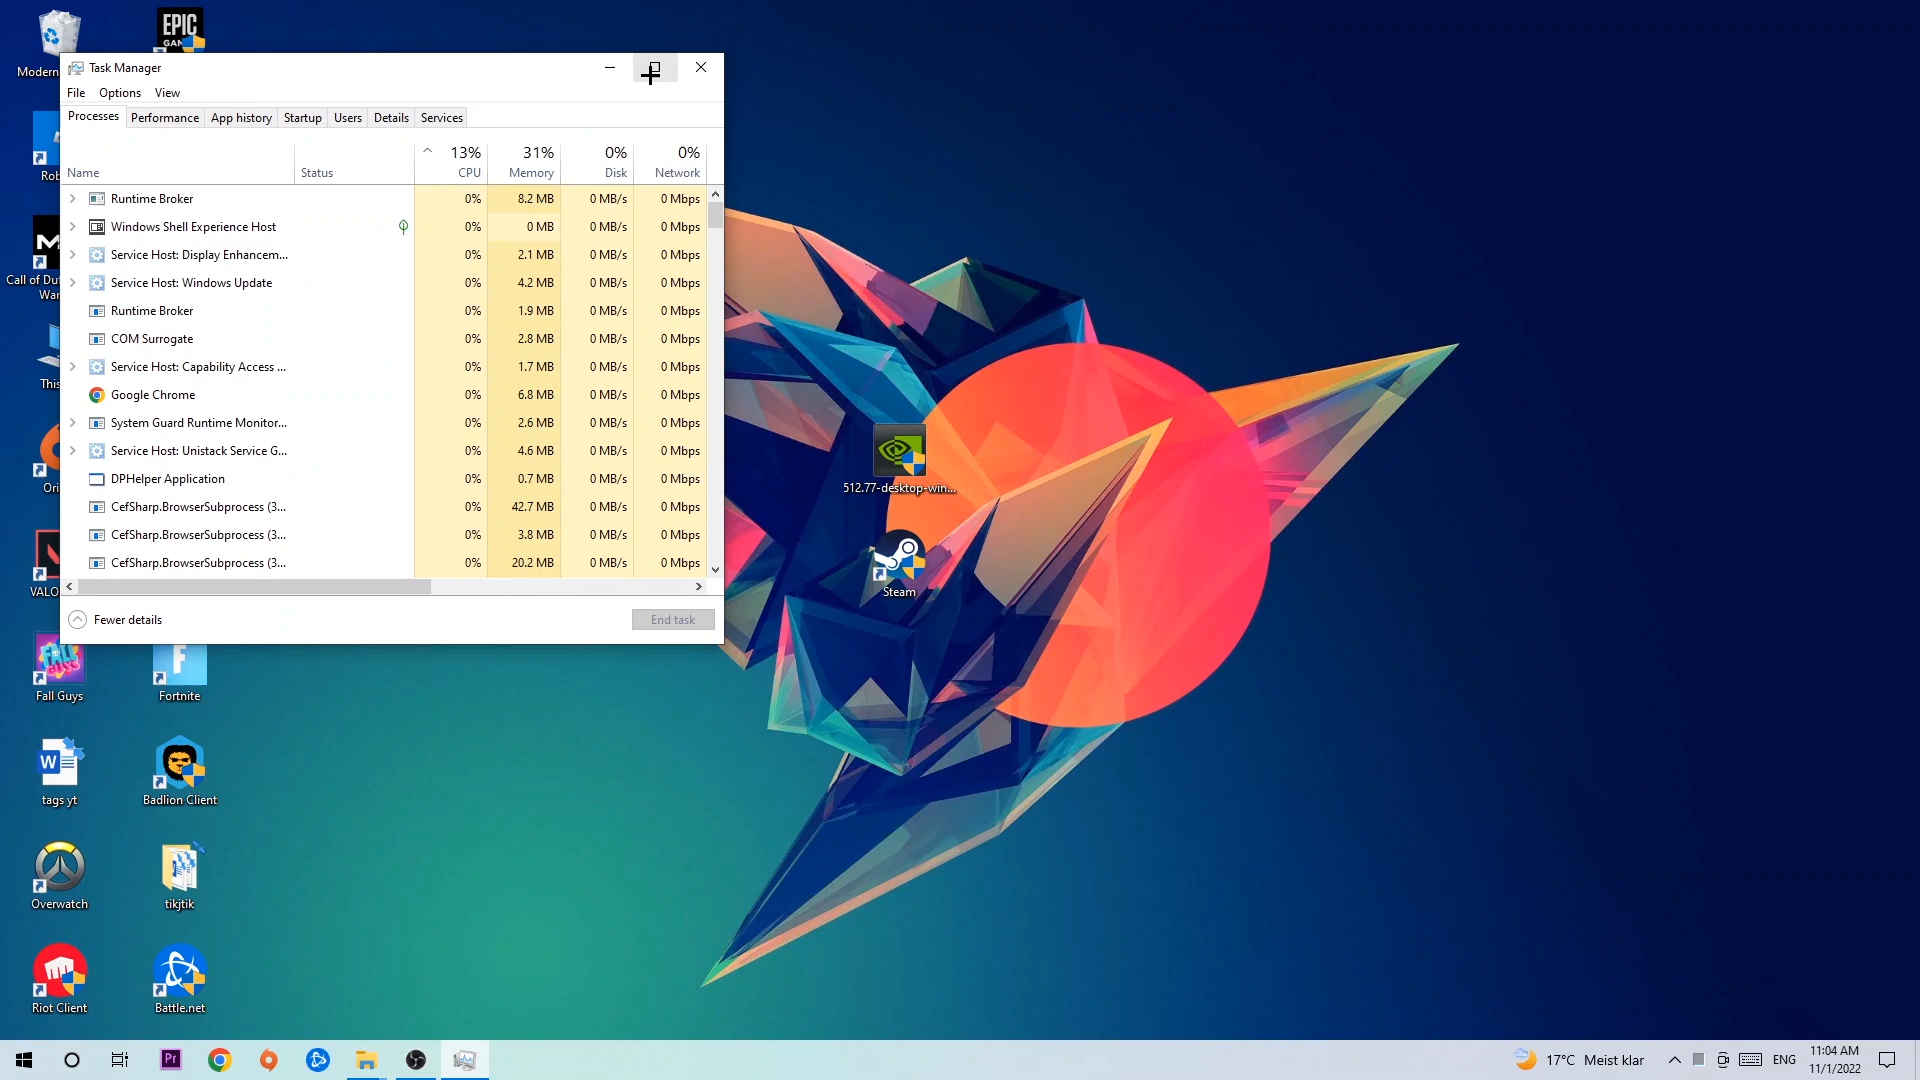 EPIC
GAM
Modern
Task Manager
File Options View
Processes Performance App history Startup Users Details Services
13% 31% 0% 0%
Name Status CPU Memory Disk Network
Runtime Broker 0% 8.2 MB 0 MB/s 0 Mbps
Windows Shell Experience Host 0% 0 MB 0 MB/s 0 Mbps
Service Host: Display Enhancem... 0% 2.1 MB 0 MB/s 0 Mbps
Service Host: Windows Update 0% 4.2 MB 0 MB/s 0 Mbps
Runtime Broker 0% 1.9 MB 0 MB/s 0 Mbps
COM Surrogate 0% 2.8 MB 0 MB/s 0 Mbps
Service Host: Capability Access ... 0% 1.7 MB 0 MB/s 0 Mbps
Google Chrome 0% 6.8 MB 0 MB/s 0 Mbps
System Guard Runtime Monitor... 0% 2.6 MB 0 MB/s 0 Mbps
Service Host: Unistack Service G... 0% 4.6 MB 0 MB/s 0 Mbps
DPHelper Application 0% 0.7 MB 0 MB/s 0 Mbps
CefSharp.BrowserSubprocess (3... 0% 42.7 MB 0 MB/s 0 Mbps
CefSharp.BrowserSubprocess (3... 0% 3.8 MB 0 MB/s 0 Mbps
CefSharp.BrowserSubprocess (3... 0% 20.2 MB 0 MB/s 0 Mbps
Fewer details End task
Rob
Call of Du
War
This
Ori
VALO
512.77-desktop-win...
Steam
Fall Guys
Fortnite
tags yt
Badlion Client
Overwatch
tikjtik
Riot Client
Battle.net
Pr
17°C Meist klar
ENG
11:04 AM
11/1/2022